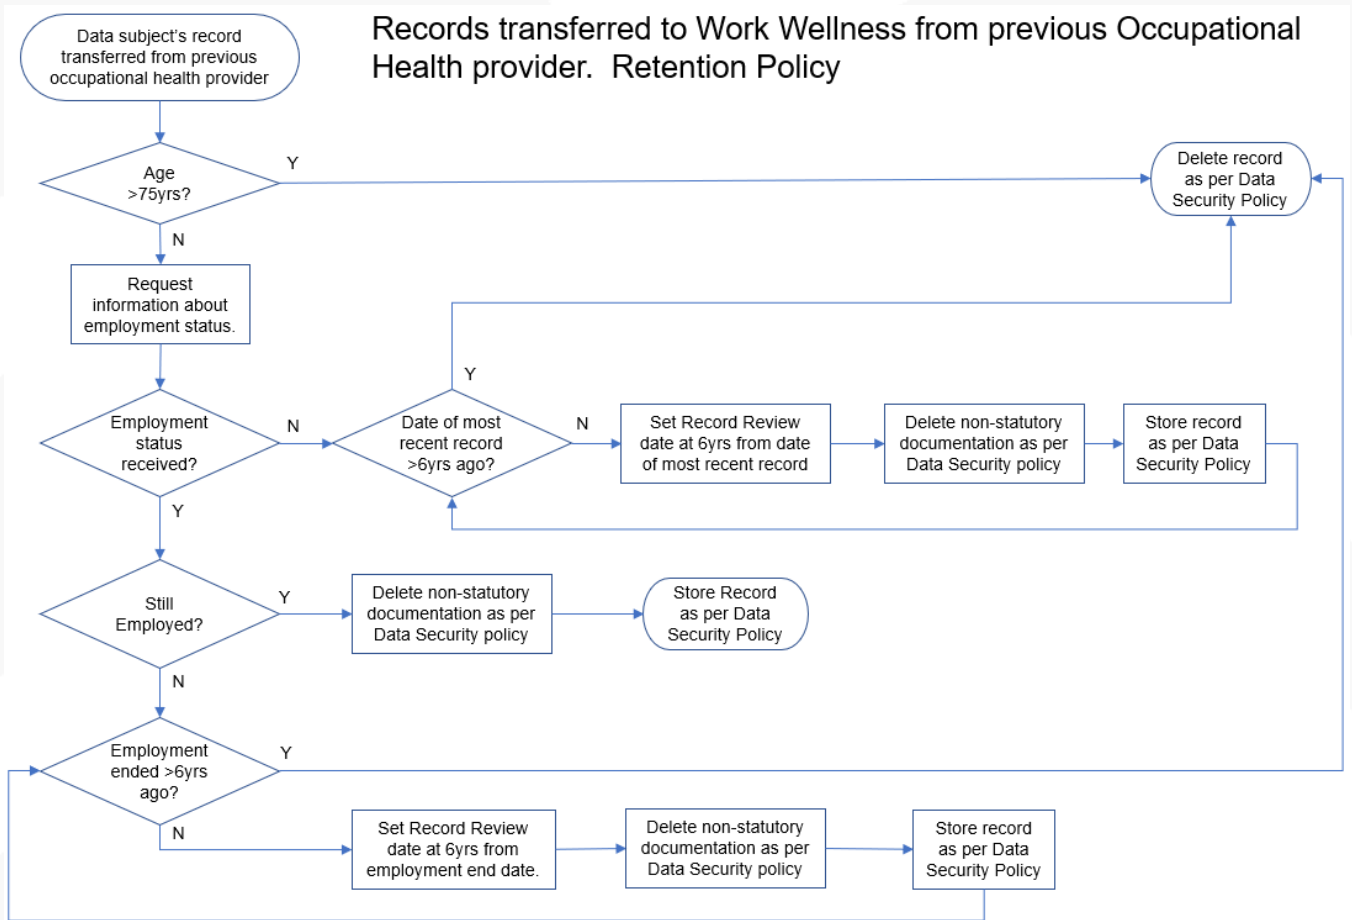 Records transferred to Work Wellness from previous Occupational
Health provider.  Retention Policy
Data subject's record
transferred from previous
occupational health provider
Age
>75yrs?
Y
N
Delete record
as per Data
Security Policy
Request
information about
employment status.
Employment
status
received?
N
Y
Date of most
recent record
>6yrs ago?
Y
N
Set Record Review
date at 6yrs from date
of most recent record
Delete non-statutory
documentation as per
Data Security policy
Store record
as per Data
Security Policy
Still
Employed?
Y
N
Delete non-statutory
documentation as per
Data Security policy
Store Record
as per Data
Security Policy
Employment
ended >6yrs
ago?
Y
N
Set Record Review
date at 6yrs from
employment end date.
Delete non-statutory
documentation as per
Data Security policy
Store record
as per Data
Security Policy